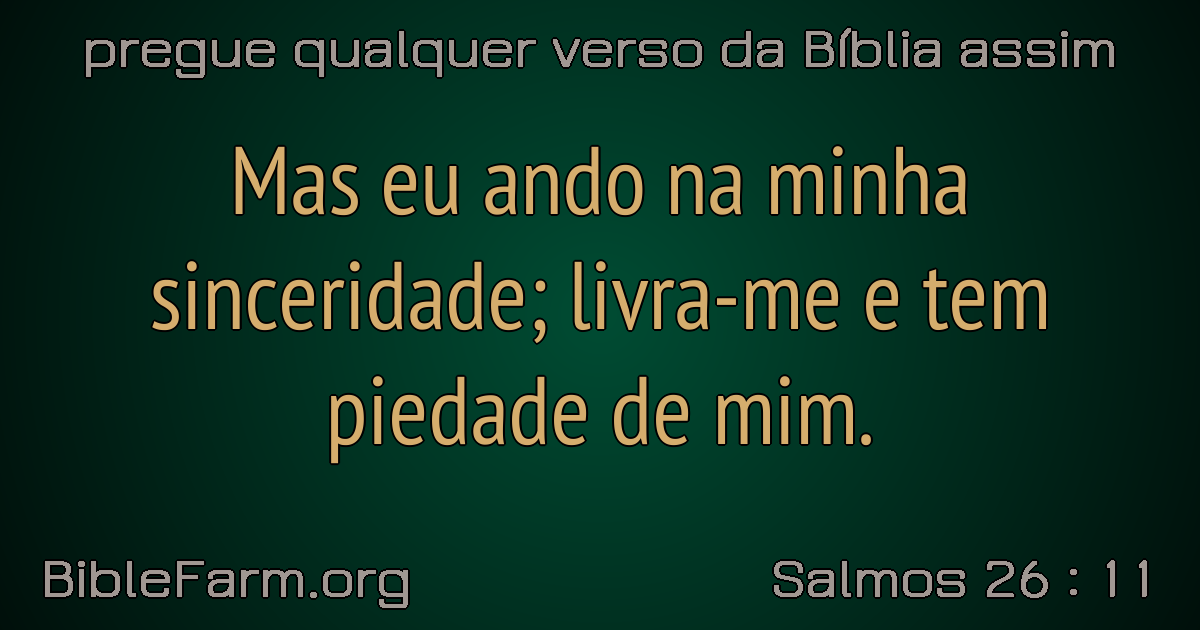 pregue qualquer verso da Bíblia assim
Mas eu ando na minha
sinceridade; livra-me e tem
piedade de mim.
BibleFarm.org
Salmos 26 : 11